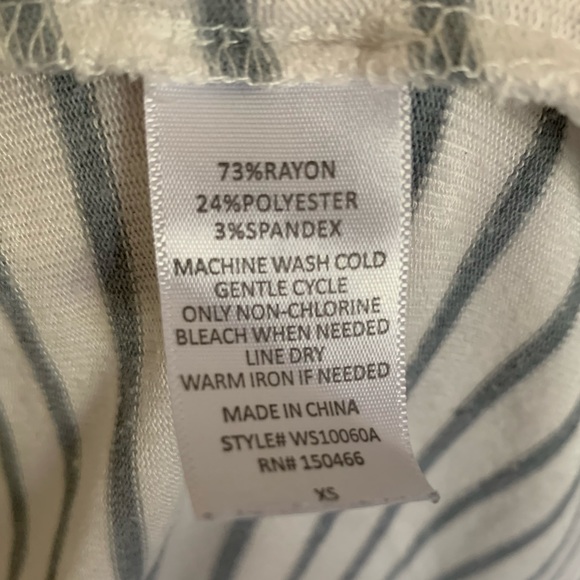 73%RAYON
24%POLYESTER
3%SPANDEX
MACHINE WASH COLD
GENTLE CYCLE
ONLY NON-CHLORINE
BLEACH WHEN NEEDED
LINE DRY
WARM IRON IF NEEDED
MADE IN CHINA
STYLE# WS10060A
RN# 150466
XS